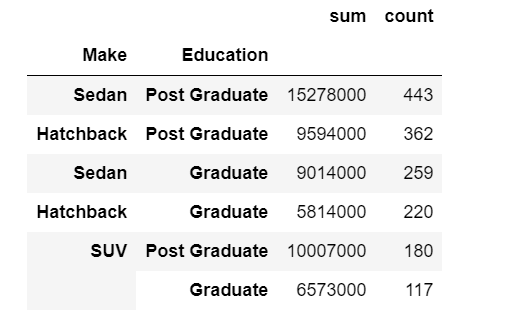 sum count
Make Education
Sedan Post Graduate 15278000 443
Hatchback Post Graduate 9594000 362
Sedan Graduate 9014000 259
Hatchback Graduate 5814000 220
SUV Post Graduate 10007000 180
Graduate 6573000 117